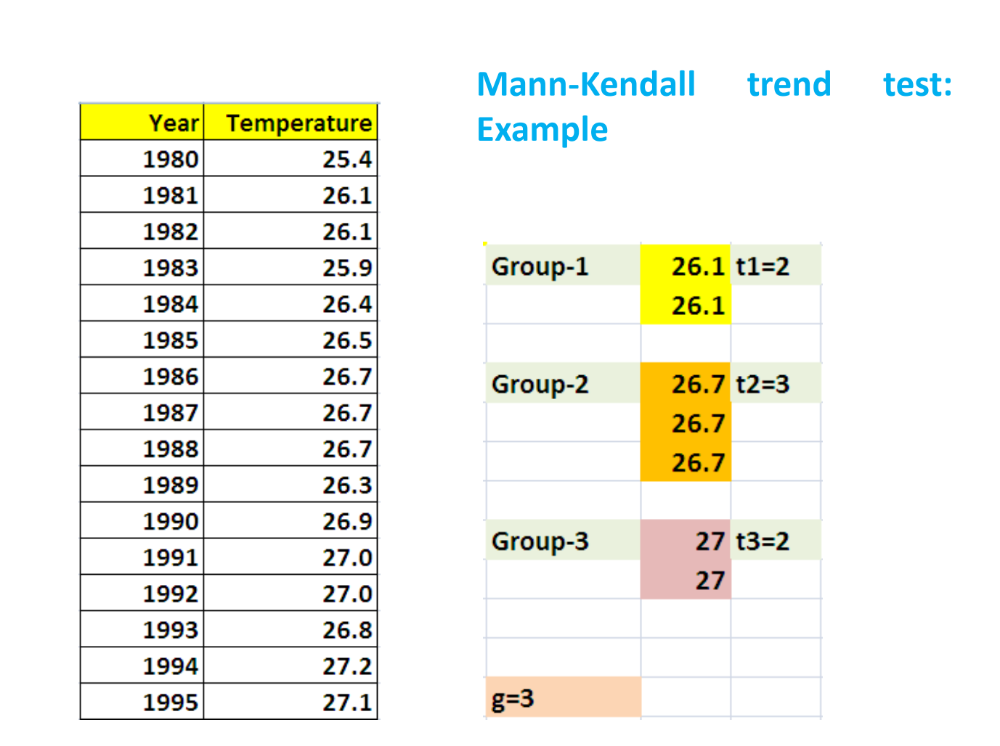 Mann-Kendall trend test:
Example
Year Temperature
1980 25.4
1981 26.1
1982 26.1
1983 25.9
1984 26.4
1985 26.5
1986 26.7
1987 26.7
1988 26.7
1989 26.3
1990 26.9
1991 27.0
1992 27.0
1993 26.8
1994 27.2
1995 27.1
Group-1 26.1 t1=2
26.1
Group-2 26.7 t2=3
26.7
26.7
Group-3 27 t3=2
27
g=3